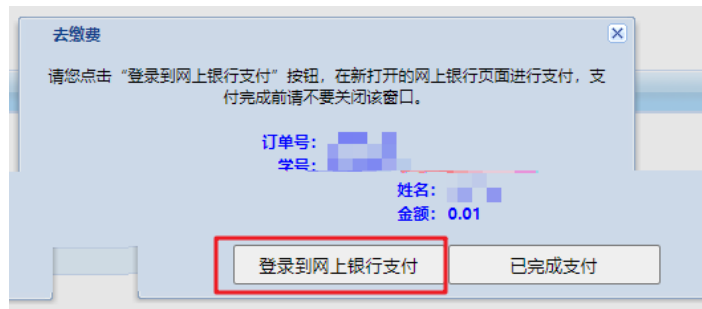 去缴费
请您点击“登录到网上银行支付”按钮，在新打开的网上银行页面进行支付，支
付完成前请不要关闭该窗口。
订单号：
学号：
姓名：
金额：0.01
登录到网上银行支付
已完成支付